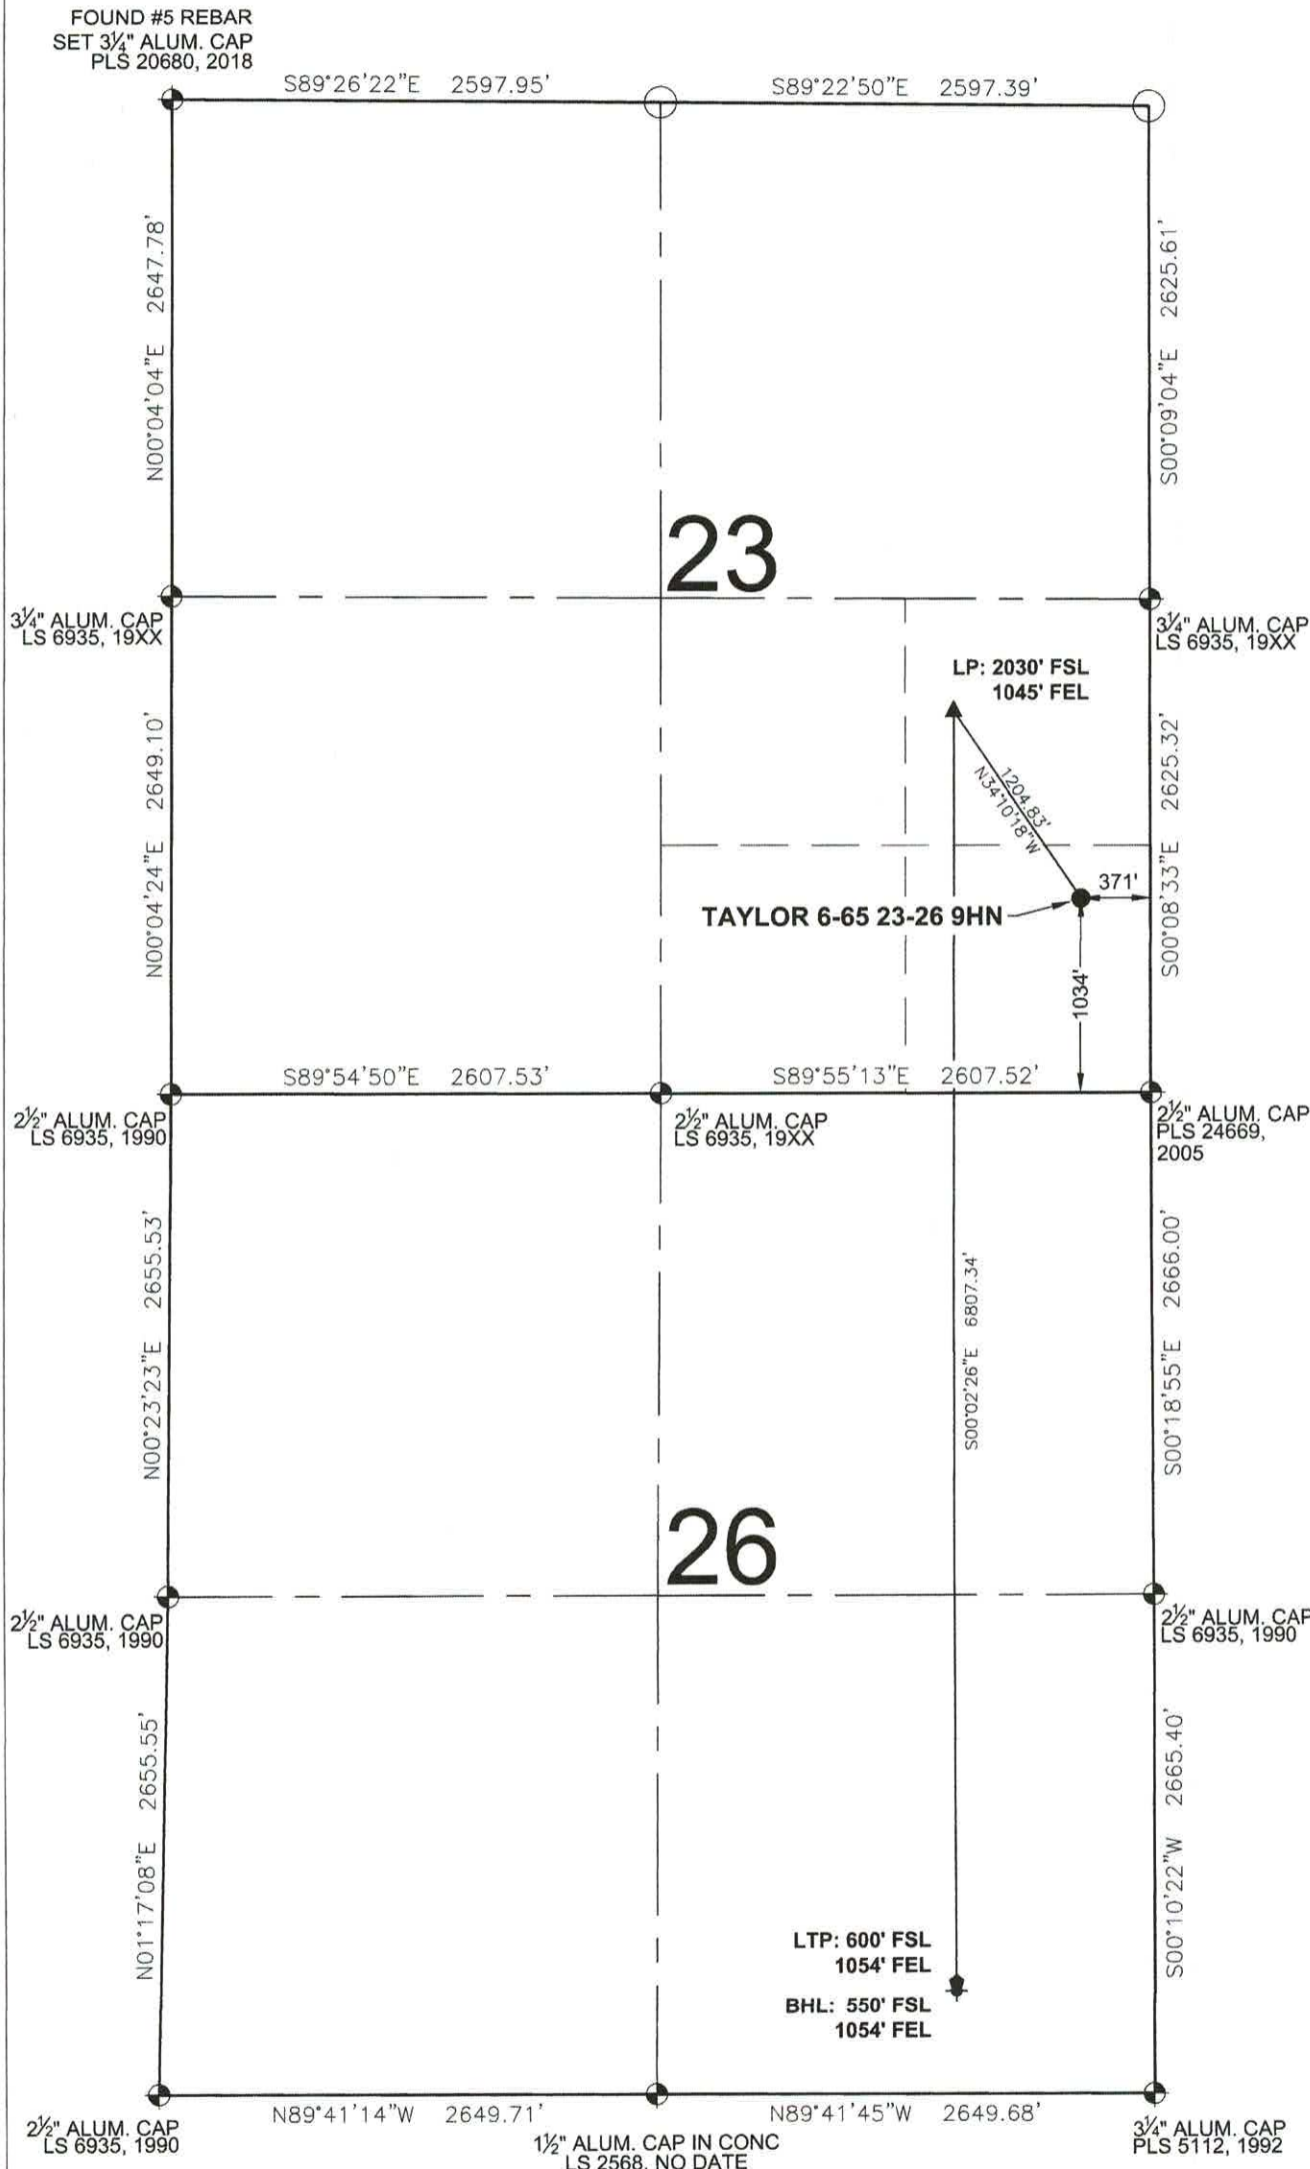 FOUND #5 REBAR
SET 3¼" ALUM. CAP
PLS 20680, 2018
S89°26'22"E 2597.95'
S89°22'50"E 2597.39'
N00°04'04"E 2647.78'
S00°09'04"E 2625.61'
23
3¼" ALUM. CAP
LS 6935, 19XX
3¼" ALUM. CAP
LS 6935, 19XX
LP: 2030' FSL
1045' FEL
N00°04'24"E 2649.10'
1204.83'
N34°10'18"W
S00°08'33"E 2625.32'
371'
TAYLOR 6-65 23-26 9HN
1034'
S89°54'50"E 2607.53'
S89°55'13"E 2607.52'
2½" ALUM. CAP
LS 6935, 1990
2½" ALUM. CAP
LS 6935, 19XX
2½" ALUM. CAP
PLS 24669,
2005
N00°23'23"E 2655.53'
S00°02'26"E 6807.34'
S00°18'55"E 2666.00'
26
2½" ALUM. CAP
LS 6935, 1990
2½" ALUM. CAP
LS 6935, 1990
N01°17'08"E 2655.55'
S00°10'22"W 2665.40'
LTP: 600' FSL
1054' FEL
BHL: 550' FSL
1054' FEL
N89°41'14"W 2649.71'
N89°41'45"W 2649.68'
2½" ALUM. CAP
LS 6935, 1990
1½" ALUM. CAP IN CONC
LS 2568, NO DATE
3¼" ALUM. CAP
PLS 5112, 1992